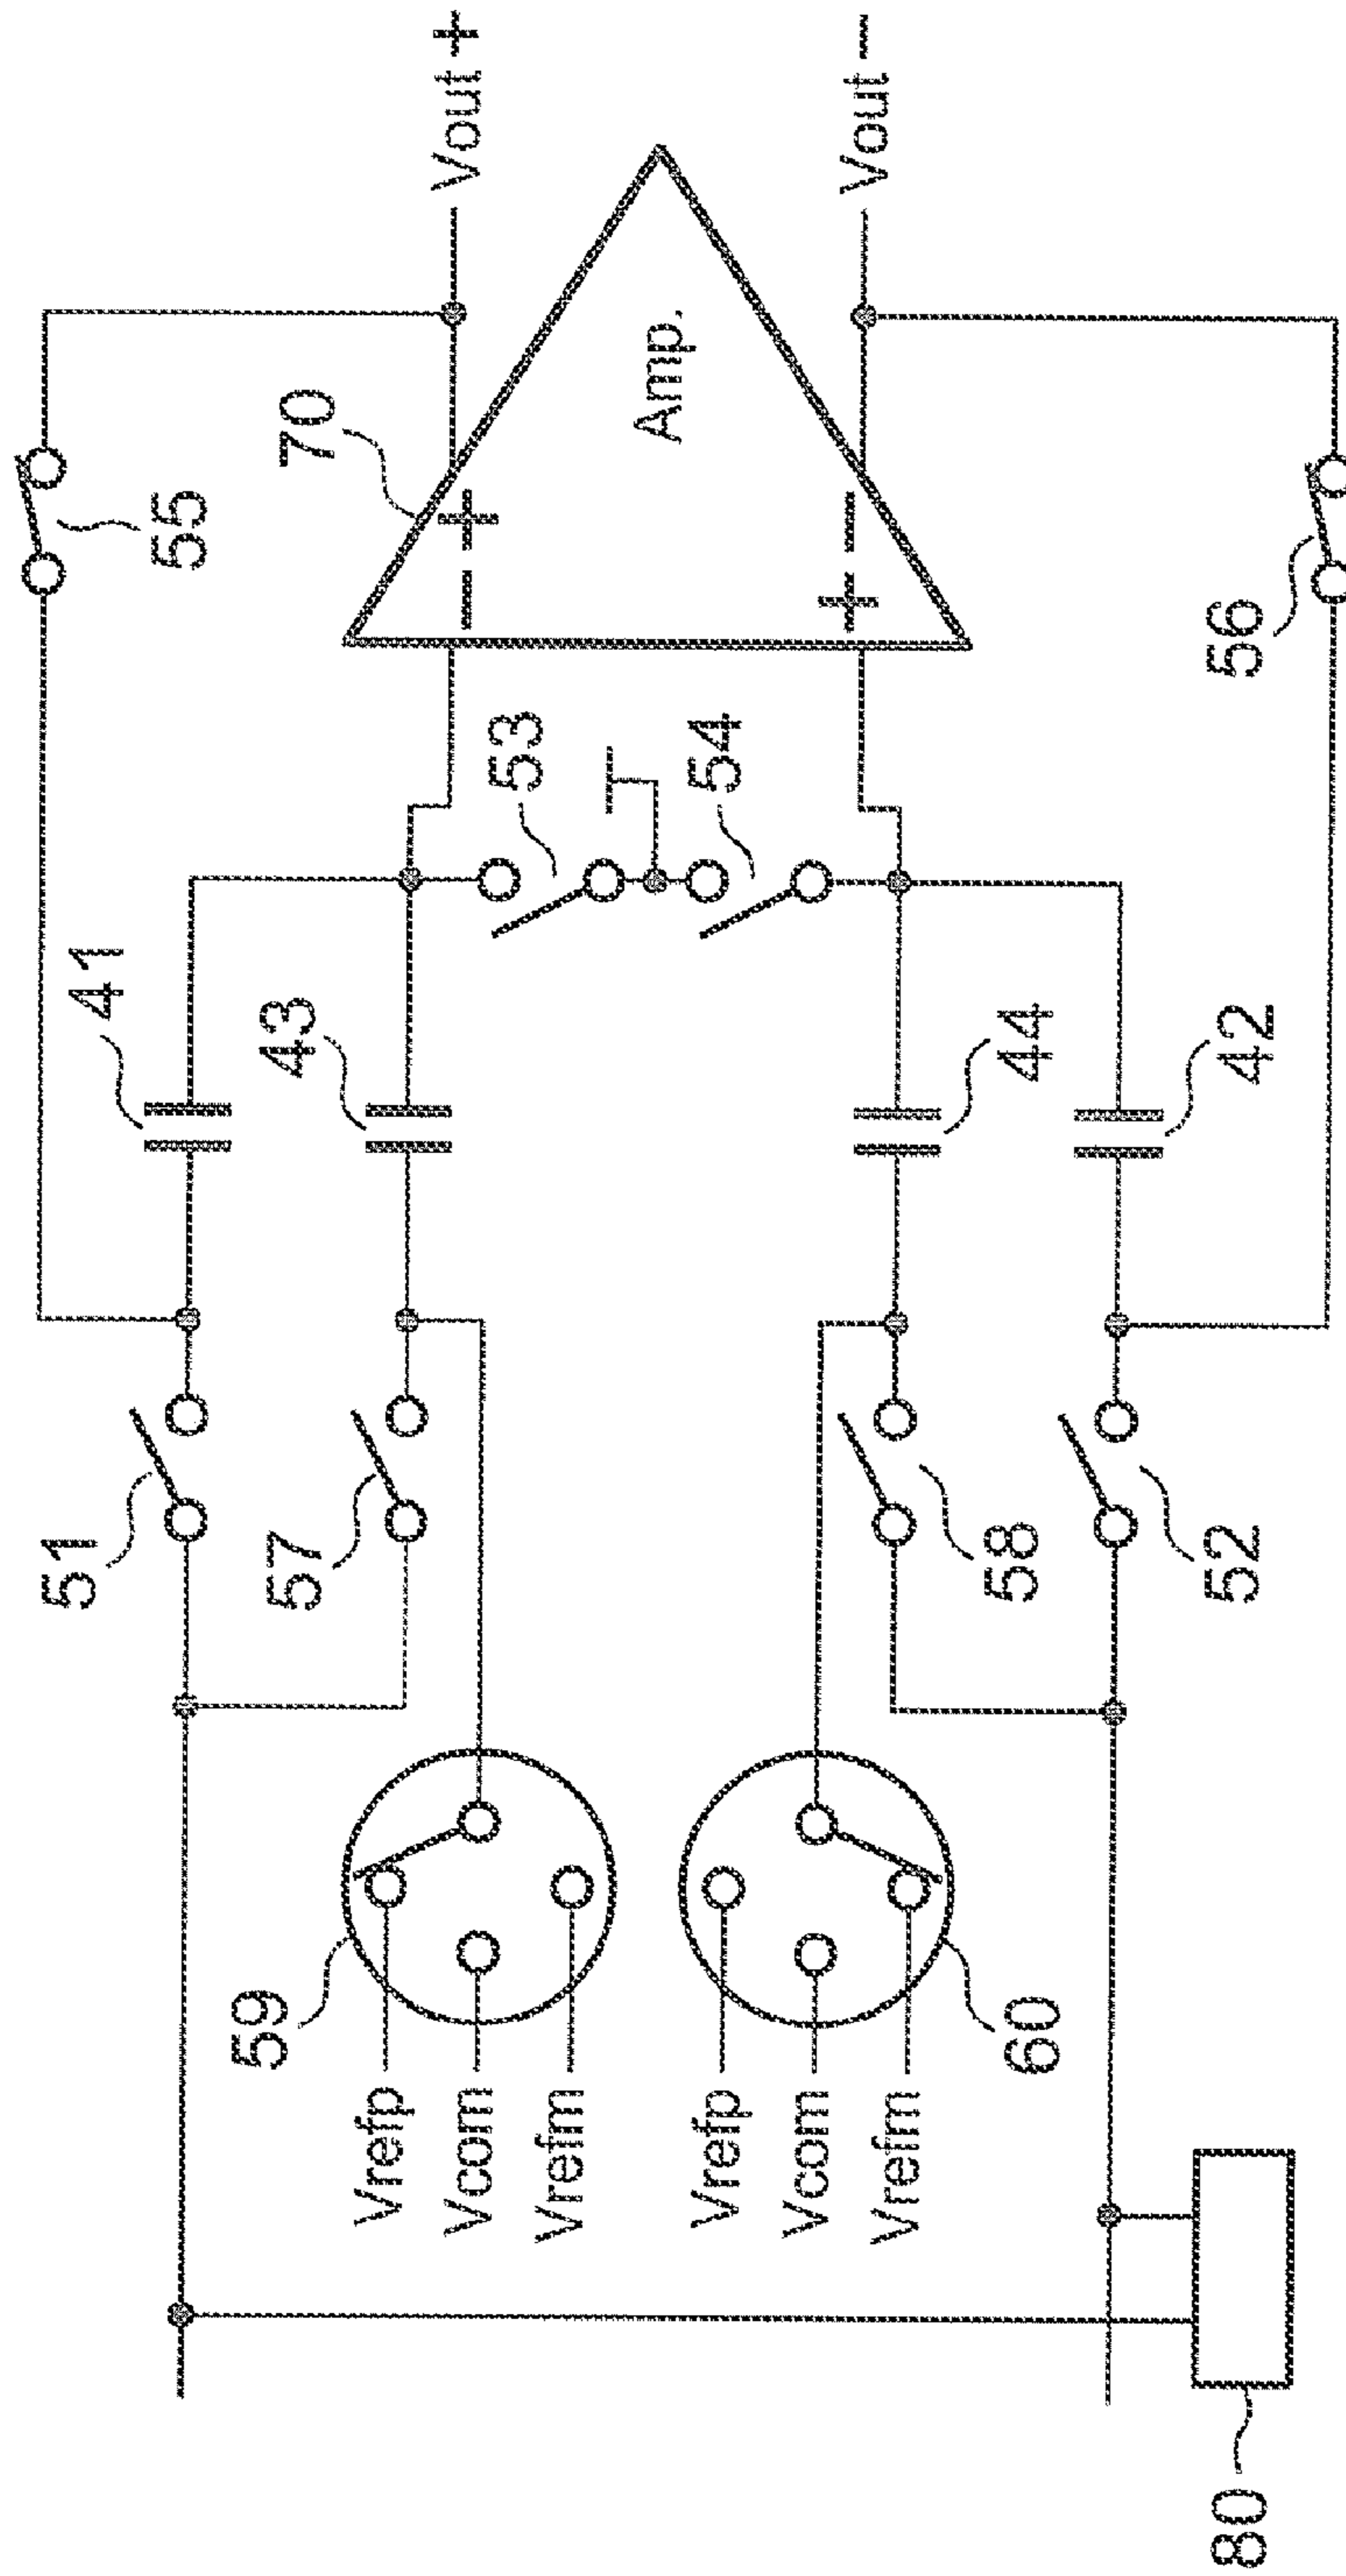 55
Vout +
41
70
51
43
57
59
− +
Vrefp
Vcom
Vrefm
53
Amp.
54
Vrefp
Vcom
Vrefm
+ −
Vout −
44
58
60
42
52
56
80